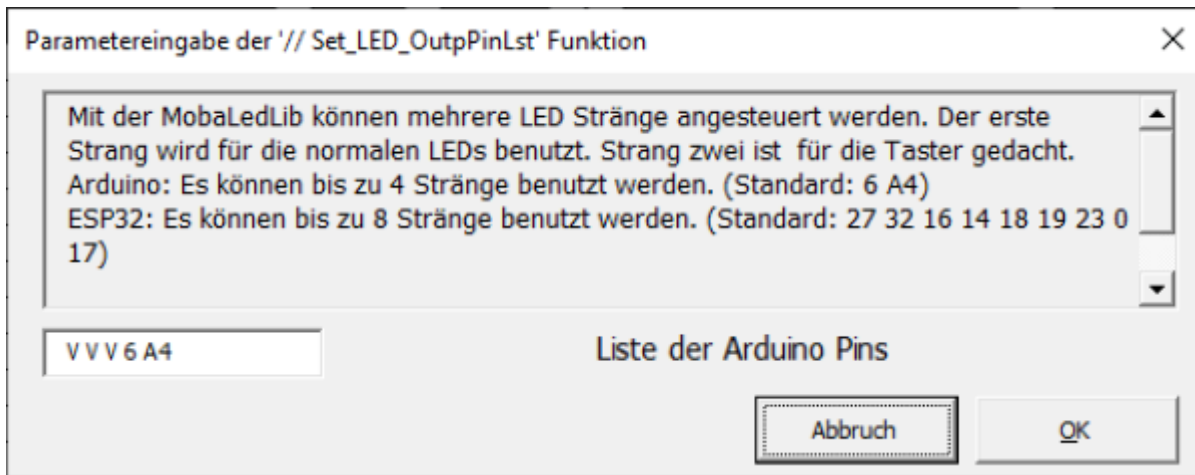 Parametereingabe der '// Set_LED_OutpPinLst' Funktion
Mit der MobaLedLib können mehrere LED Stränge angesteuert werden. Der erste
Strang wird für die normalen LEDs benutzt. Strang zwei ist  für die Taster gedacht.
Arduino: Es können bis zu 4 Stränge benutzt werden. (Standard: 6 A4)
ESP32: Es können bis zu 8 Stränge benutzt werden. (Standard: 27 32 16 14 18 19 23 0
17)
V V V 6 A4
Liste der Arduino Pins
Abbruch
OK